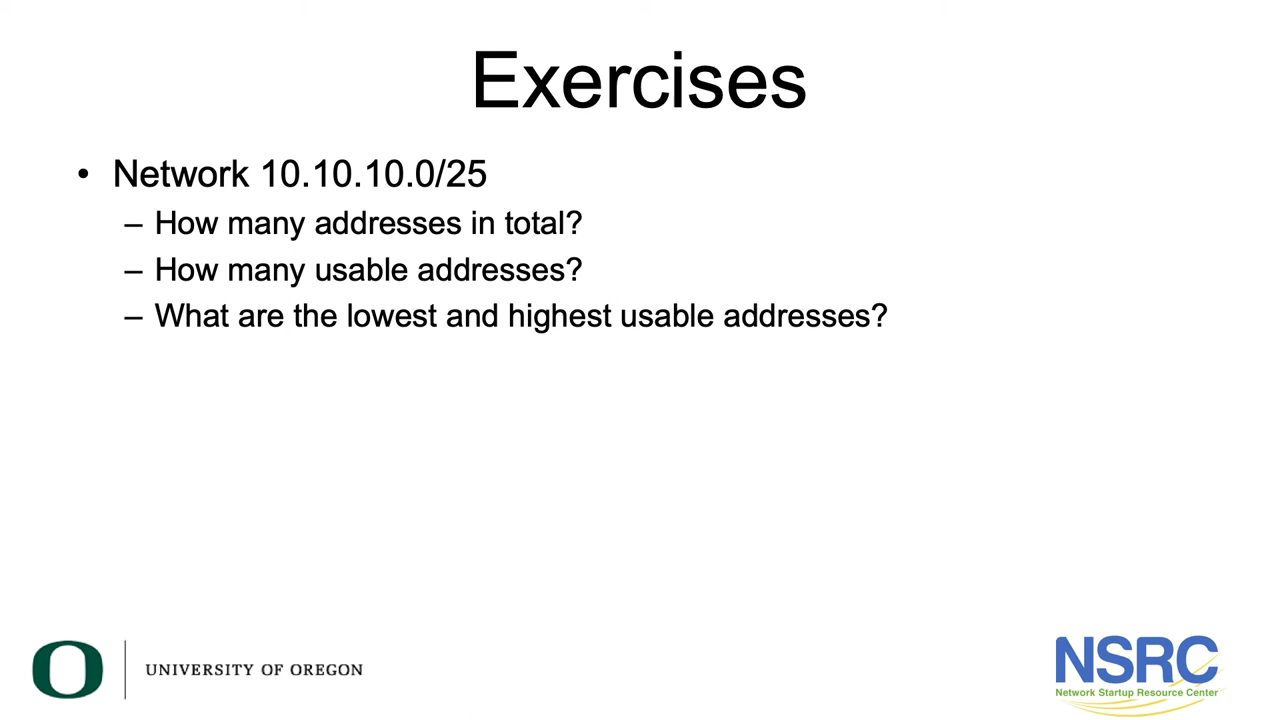 Exercises
• Network 10.10.10.0/25
– How many addresses in total?
– How many usable addresses?
– What are the lowest and highest usable addresses?
O UNIVERSITY OF OREGON
NSRC
Network Startup Resource Center